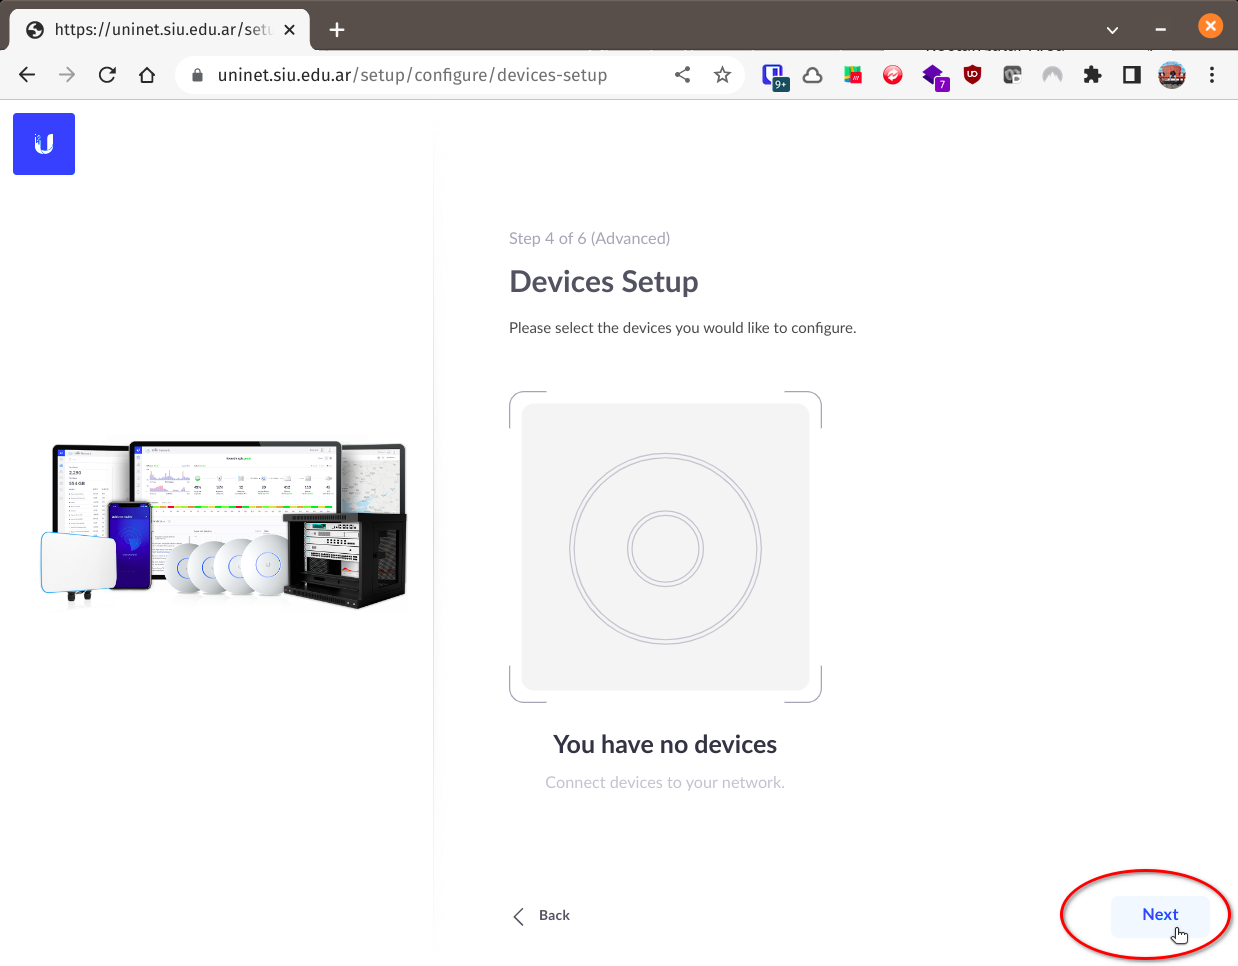 https://uninet.siu.edu.ar/setu
uninet.siu.edu.ar/setup/configure/devices-setup
9+
7
Step 4 of 6 (Advanced)
Devices Setup
Please select the devices you would like to configure.
You have no devices
Connect devices to your network.
Back
Next